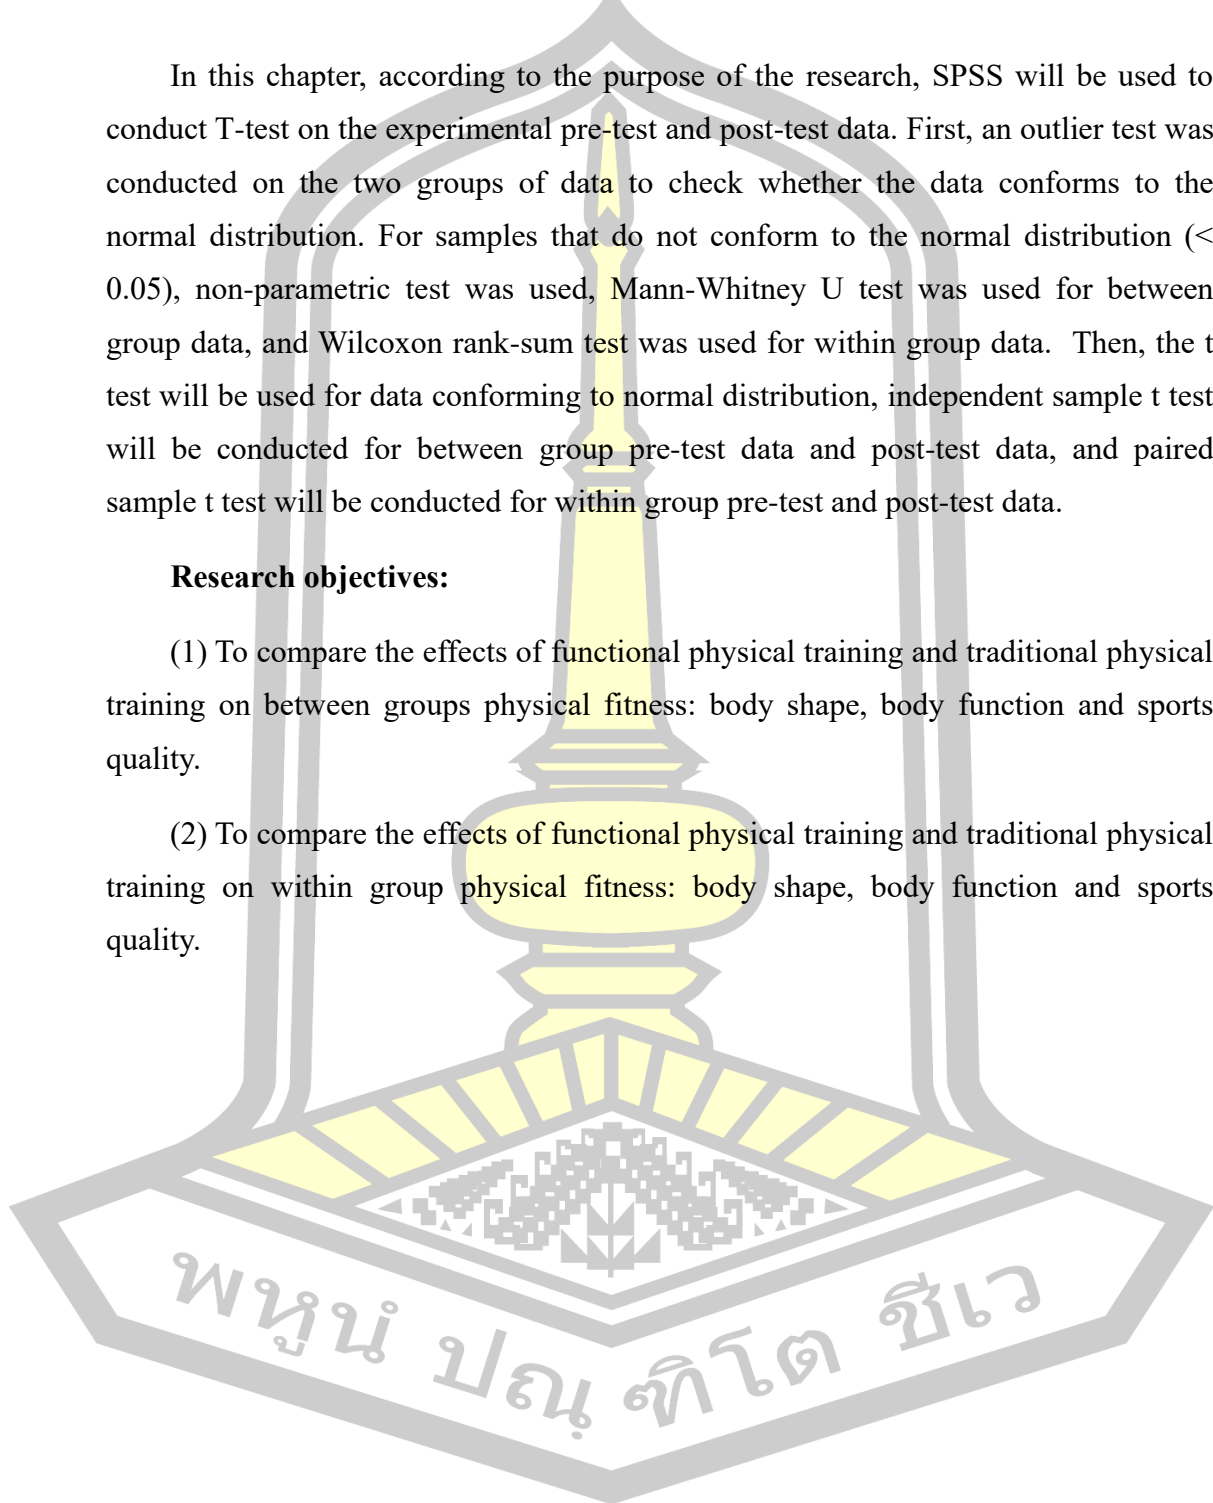 In this chapter, according to the purpose of the research, SPSS will be used to
conduct T-test on the experimental pre-test and post-test data. First, an outlier test was
conducted on the two groups of data to check whether the data conforms to the
normal distribution. For samples that do not conform to the normal distribution (<
0.05), non-parametric test was used, Mann-Whitney U test was used for between
group data, and Wilcoxon rank-sum test was used for within group data. Then, the t
test will be used for data conforming to normal distribution, independent sample t test
will be conducted for between group pre-test data and post-test data, and paired
sample t test will be conducted for within group pre-test and post-test data.
Research objectives:
(1) To compare the effects of functional physical training and traditional physical
training on between groups physical fitness: body shape, body function and sports
quality.
(2) To compare the effects of functional physical training and traditional physical
training on within group physical fitness: body shape, body function and sports
quality.
พหูนํ ปณฺฑิโต ชีเว